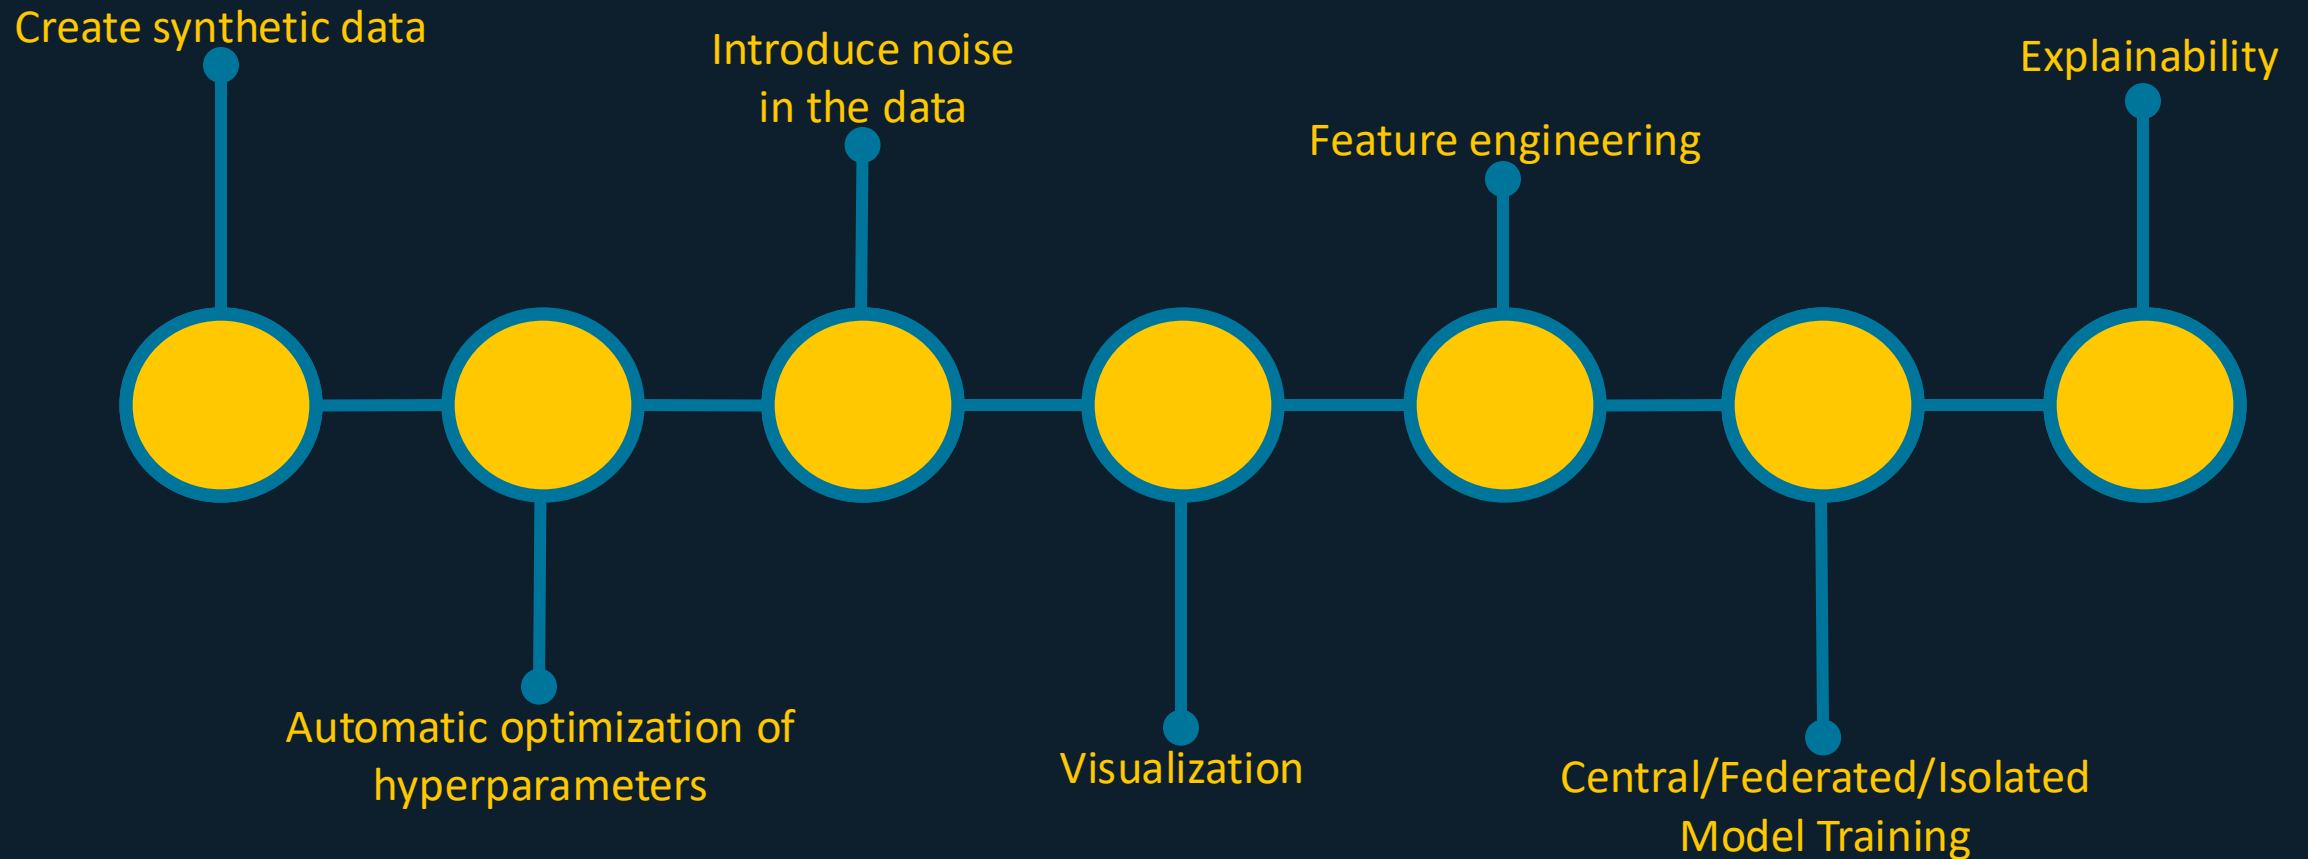 Create synthetic data
Automatic optimization of
hyperparameters
Introduce noise
in the data
Visualization
Feature engineering
Central/Federated/Isolated
Model Training
Explainability